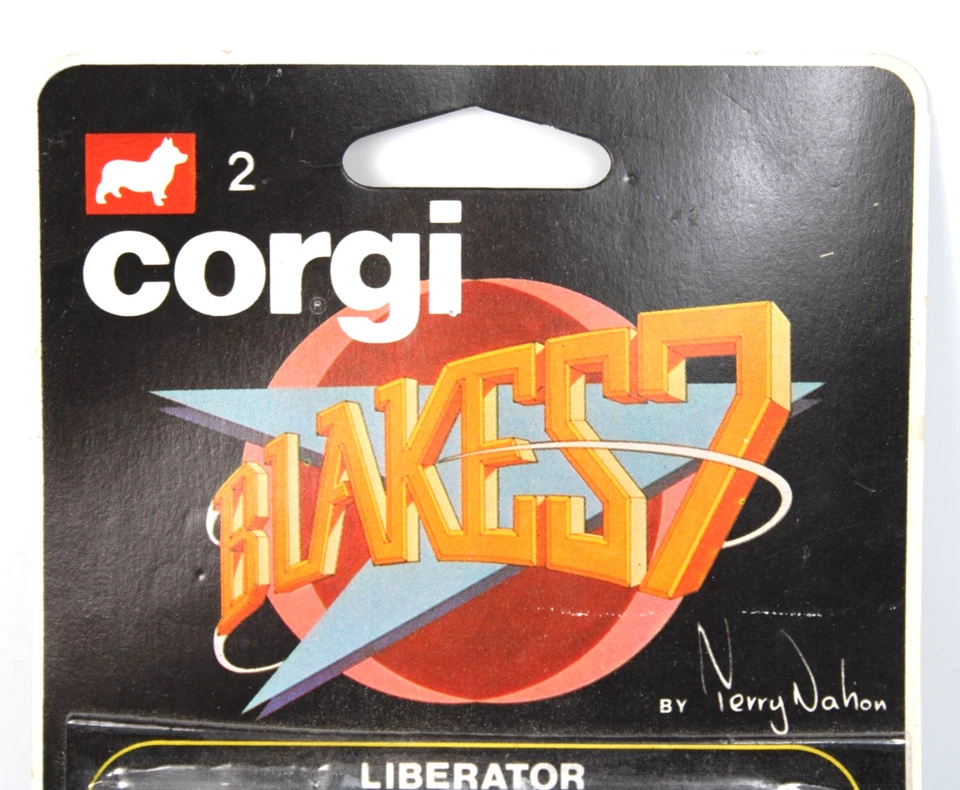 2
corgi
®
BLAKES 7
BY Terry Nation
LIBERATOR